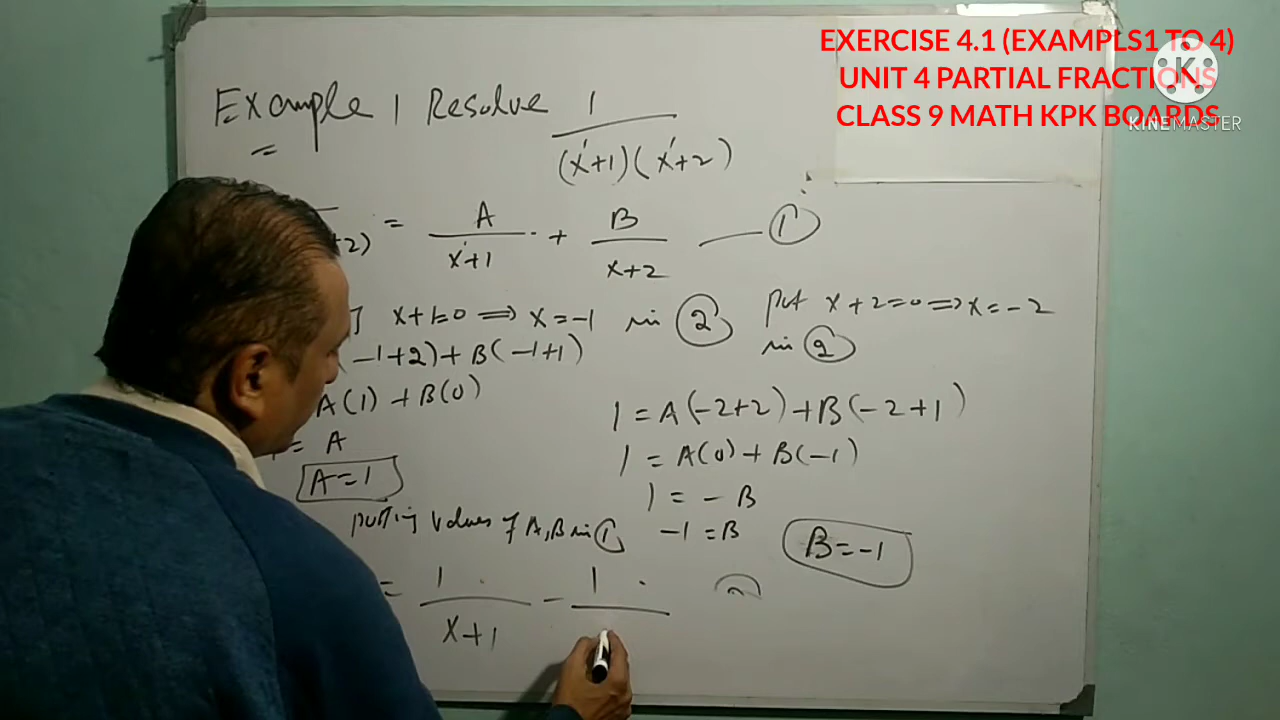 EXERCISE 4.1 (EXAMPLS1 TO 4)
UNIT 4 PARTIAL FRACTIONS
CLASS 9 MATH KPK BOARDS
K
KINEMASTER
Example 1 Resolve 1
(x+1)(x+2)
+2) = A + B — ①
x+1 x+2
x+1=0 ⟹ x=-1 in ②
-1+2)+B(-1+1)
A(1)+B(0)
= A
A=1
put x+2=0 ⟹ x=-2
in ②
1=A(-2+2)+B(-2+1)
1=A(0)+B(-1)
1=-B
-1=B
B=-1
putting values of A,B in ①
= 1 - 1
x+1